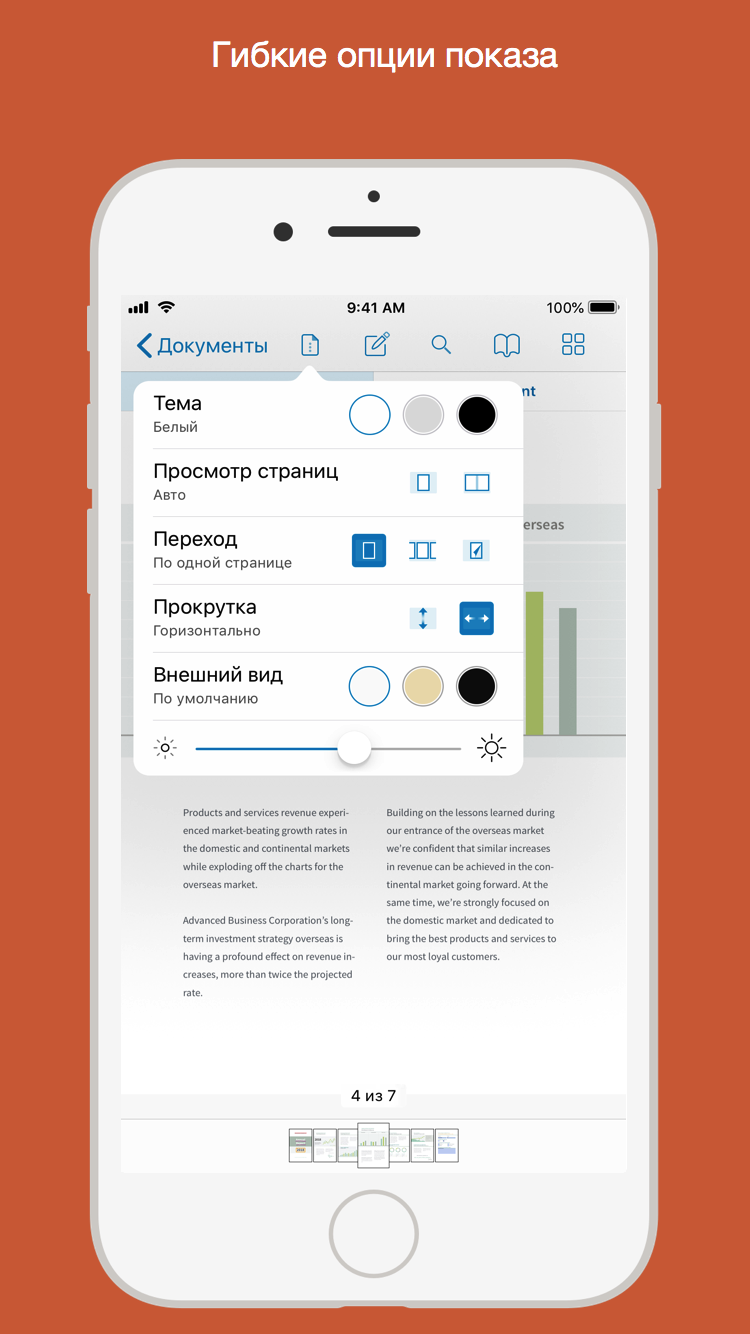 Гибкие опции показа
9:41 AM
100%
Документы
nt
Тема
Белый
Просмотр страниц
Авто
Переход
По одной странице
erseas
Прокрутка
Горизонтально
Внешний вид
По умолчанию
Products and services revenue experi-
enced market-beating growth rates in
the domestic and continental markets
while exploding off the charts for the
overseas market.
Advanced Business Corporation's long-
term investment strategy overseas is
having a profound effect on revenue in-
creases, more than twice the projected
rate.
Building on the lessons learned during
our entrance of the overseas market
we're confident that similar increases
in revenue can be achieved in the con-
tinental market going forward. At the
same time, we're strongly focused on
the domestic market and dedicated to
bring the best products and services to
our most loyal customers.
4 из 7